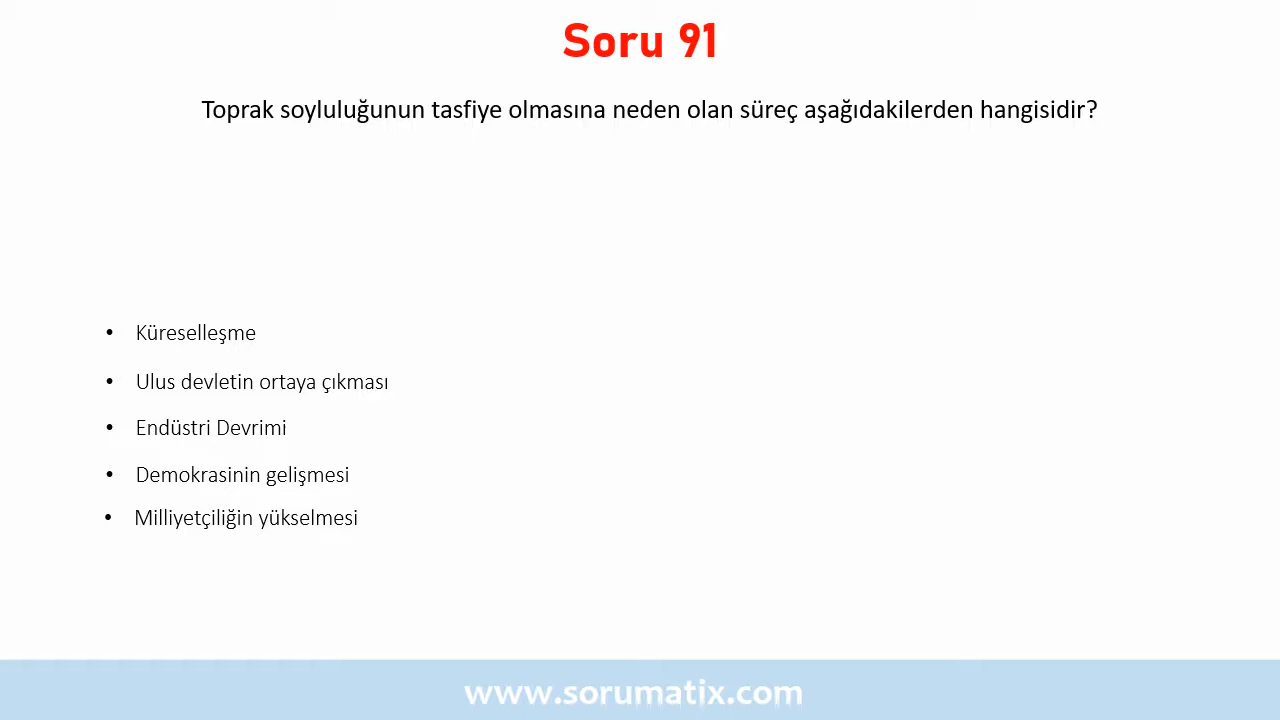 Soru 91
Toprak soyluluğunun tasfiye olmasına neden olan süreç aşağıdakilerden hangisidir?
• Küreselleşme
• Ulus devletin ortaya çıkması
• Endüstri Devrimi
• Demokrasinin gelişmesi
• Milliyetçiliğin yükselmesi
www.sorumatix.com